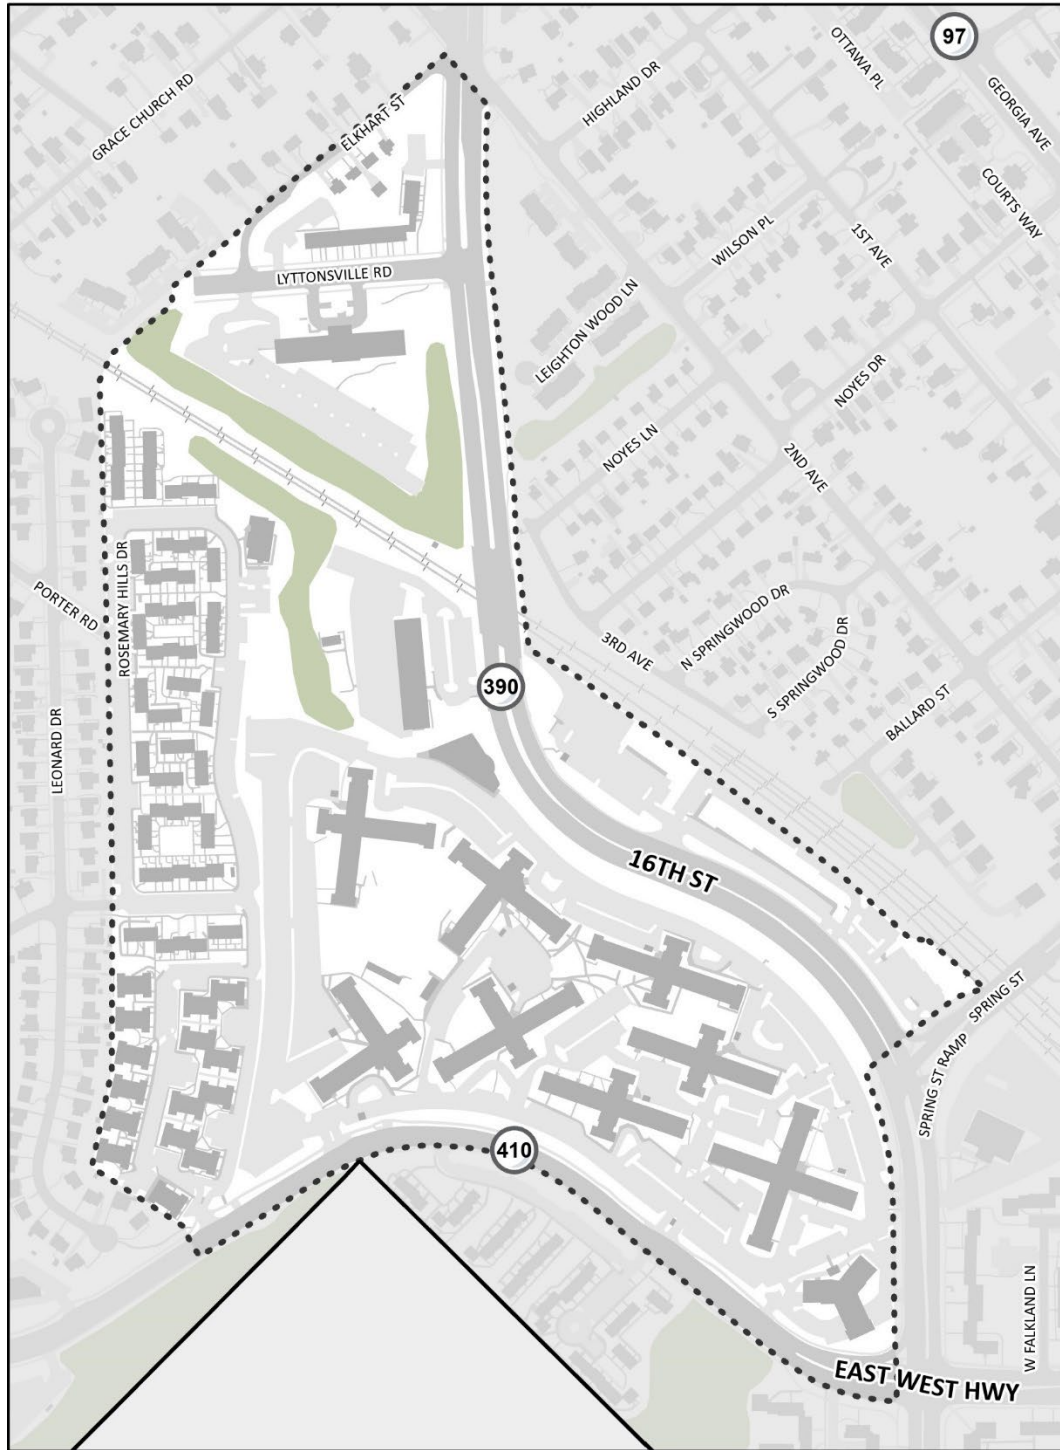 97
OTTAWA PL
GEORGIA AVE
HIGHLAND DR
GRACE CHURCH RD
ELKHART ST
COURTS WAY
WILSON PL
1ST AVE
LYTTONSVILLE RD
LEIGHTON WOOD LN
NOYES DR
NOYES LN
2ND AVE
ROSEMARY HILLS DR
PORTER RD
N SPRINGWOOD DR
3RD AVE
S SPRINGWOOD DR
390
BALLARD ST
LEONARD DR
16TH ST
SPRING ST
SPRING ST RAMP
410
W FALKLAND LN
EAST WEST HWY